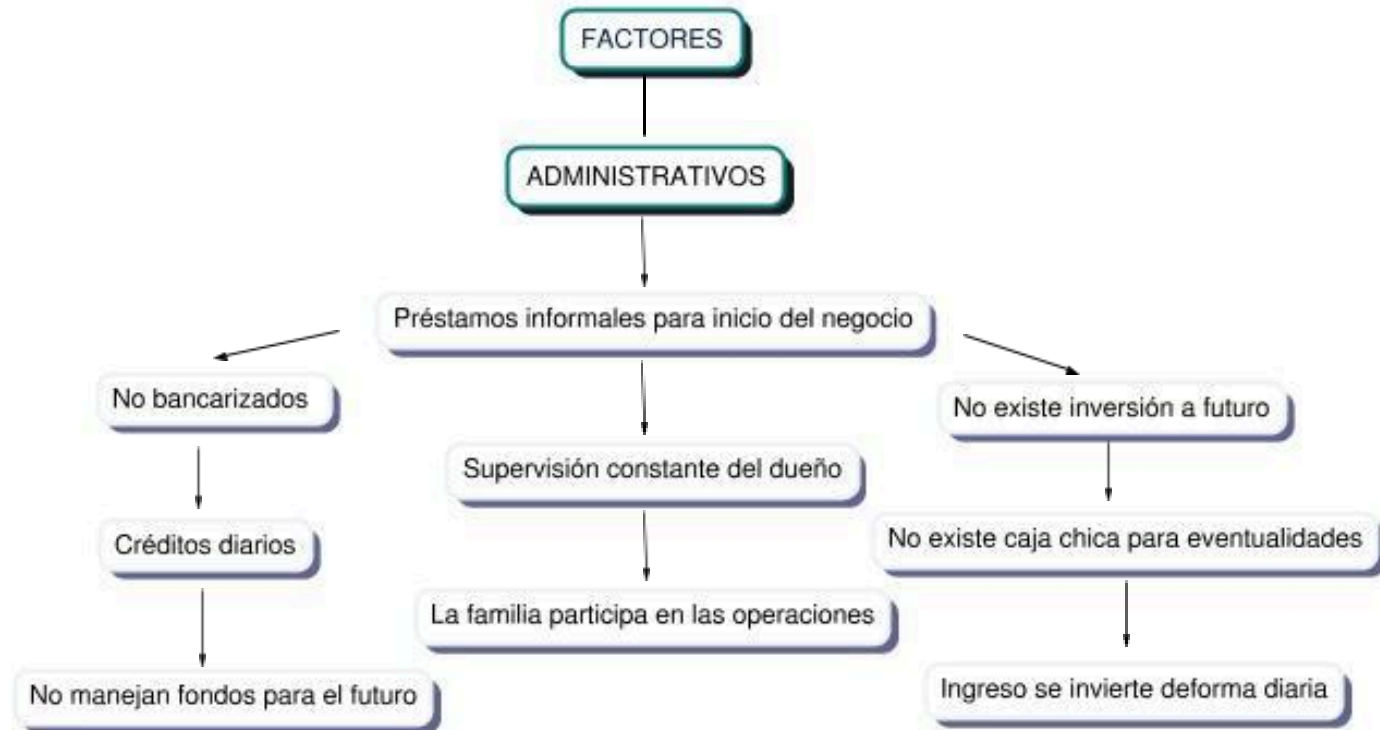 FACTORES
ADMINISTRATIVOS
Préstamos informales para inicio del negocio
No bancarizados
No existe inversión a futuro
Supervisión constante del dueño
Créditos diarios
No existe caja chica para eventualidades
La familia participa en las operaciones
No manejan fondos para el futuro
Ingreso se invierte deforma diaria